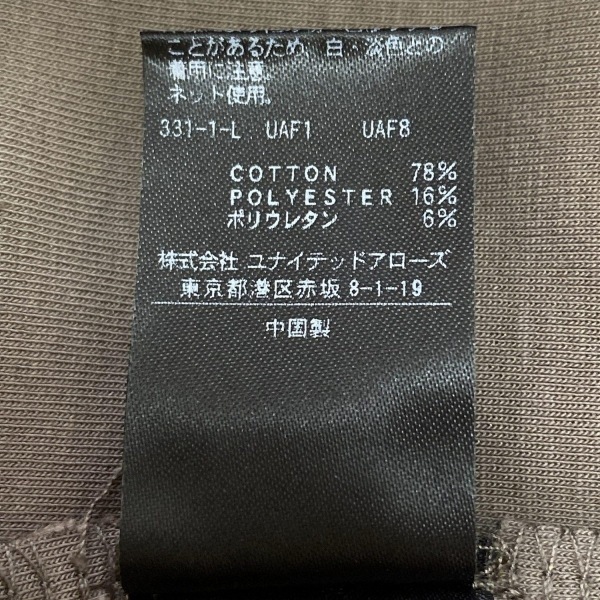 ことがあるため 白・淡色との
着用に注意。
ネット使用。
331-1-L UAF1 UAF8
COTTON 78%
POLYESTER 16%
ポリウレタン 6%
株式会社 ユナイテッドアローズ
東京都港区赤坂 8-1-19
中国製